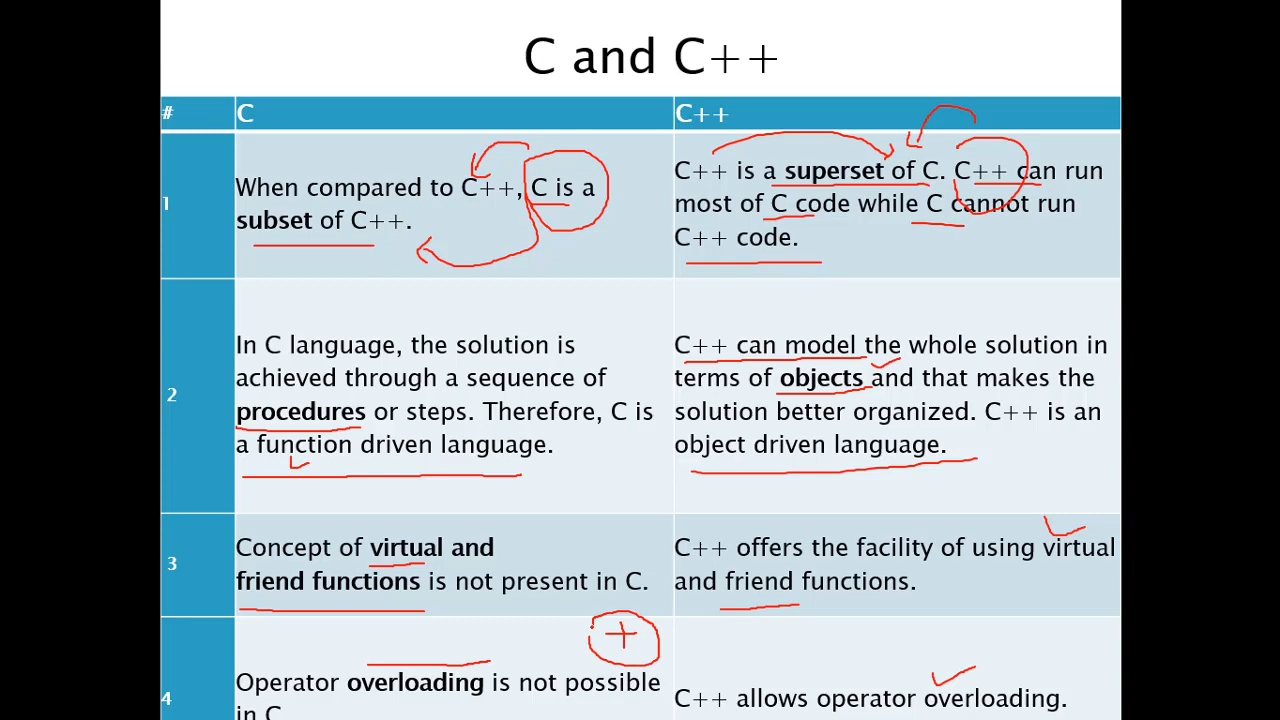 C and C++
# C C++
1
When compared to C++, C is a
subset of C++.
C++ is a superset of C. C++ can run
most of C code while C cannot run
C++ code.
2
In C language, the solution is
achieved through a sequence of
procedures or steps. Therefore, C is
a function driven language.
C++ can model the whole solution in
terms of objects and that makes the
solution better organized. C++ is an
object driven language.
3
Concept of virtual and
friend functions is not present in C.
C++ offers the facility of using virtual
and friend functions.
+
4
Operator overloading is not possible
in C
C++ allows operator overloading.